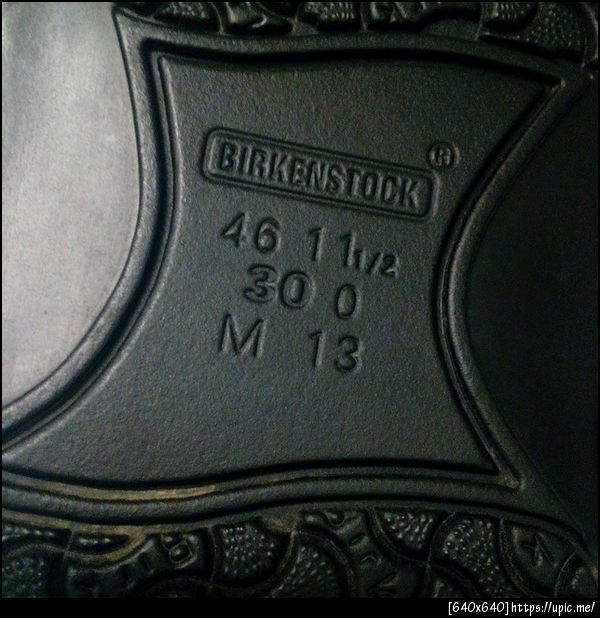 BIRKENSTOCK ®
46 11 1/2
30 0
M 13
[640x640]https://upic.me/